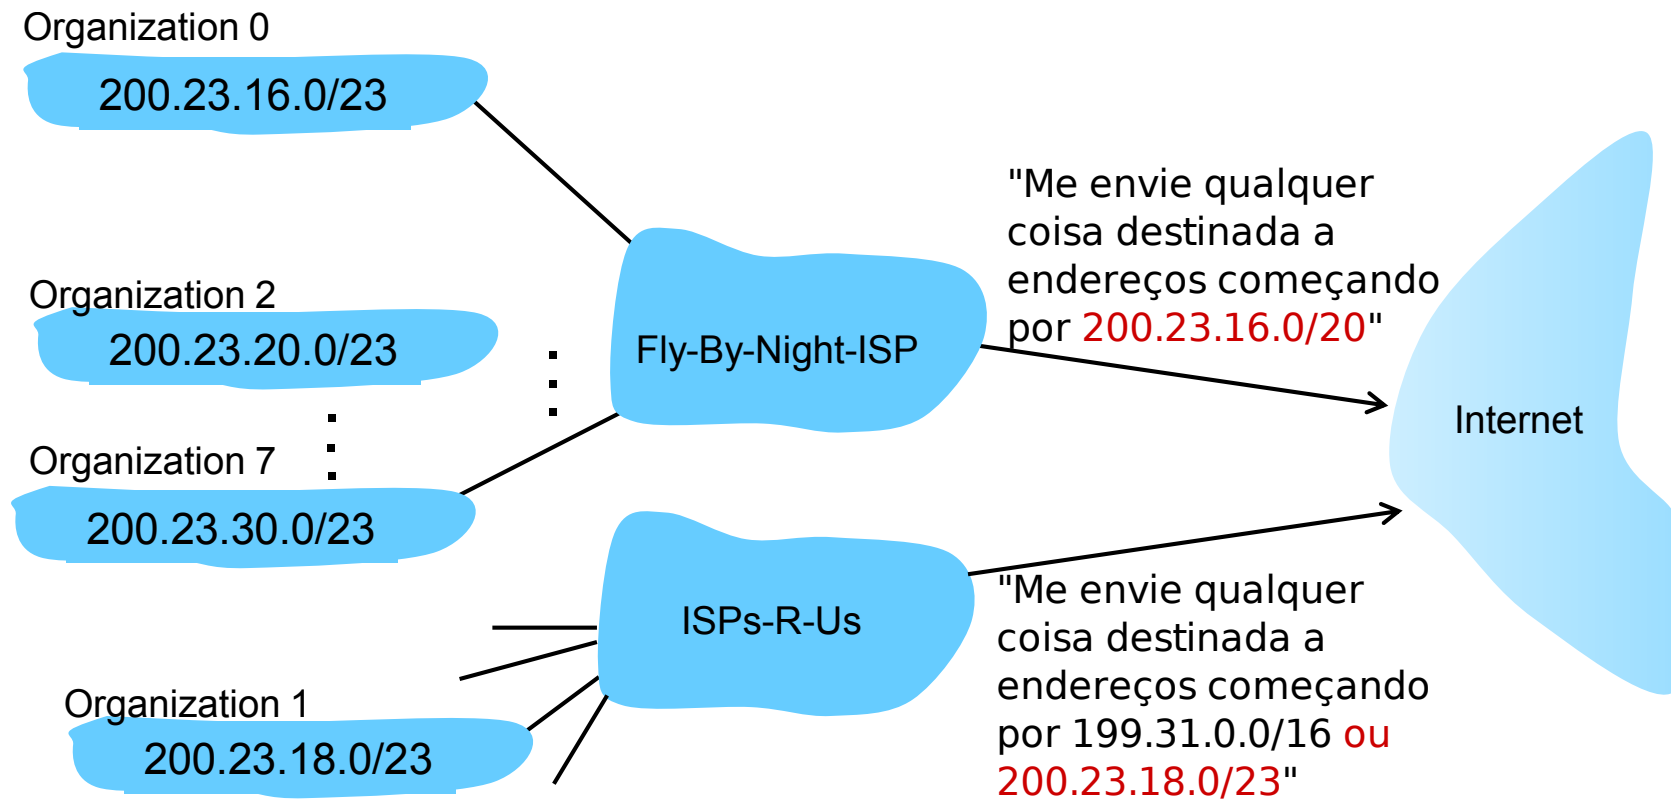 Organization 0
200.23.16.0/23
Organization 2
200.23.20.0/23
Organization 7
200.23.30.0/23
Organization 1
200.23.18.0/23
Fly-By-Night-ISP
ISPs-R-Us
"Me envie qualquer
coisa destinada a
endereços começando
por 200.23.16.0/20"
"Me envie qualquer
coisa destinada a
endereços começando
por 199.31.0.0/16 ou
200.23.18.0/23"
Internet